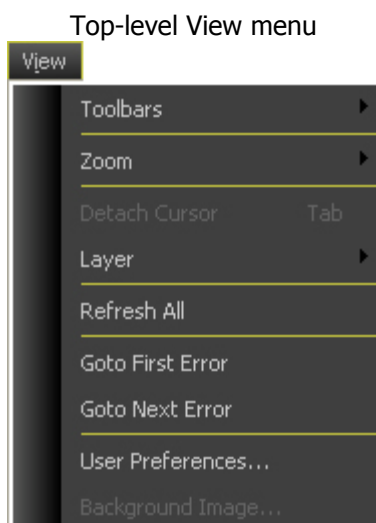 Top-level View menu
View
Toolbars
Zoom
Detach Cursor Tab
Layer
Refresh All
Goto First Error
Goto Next Error
User Preferences...
Background Image...